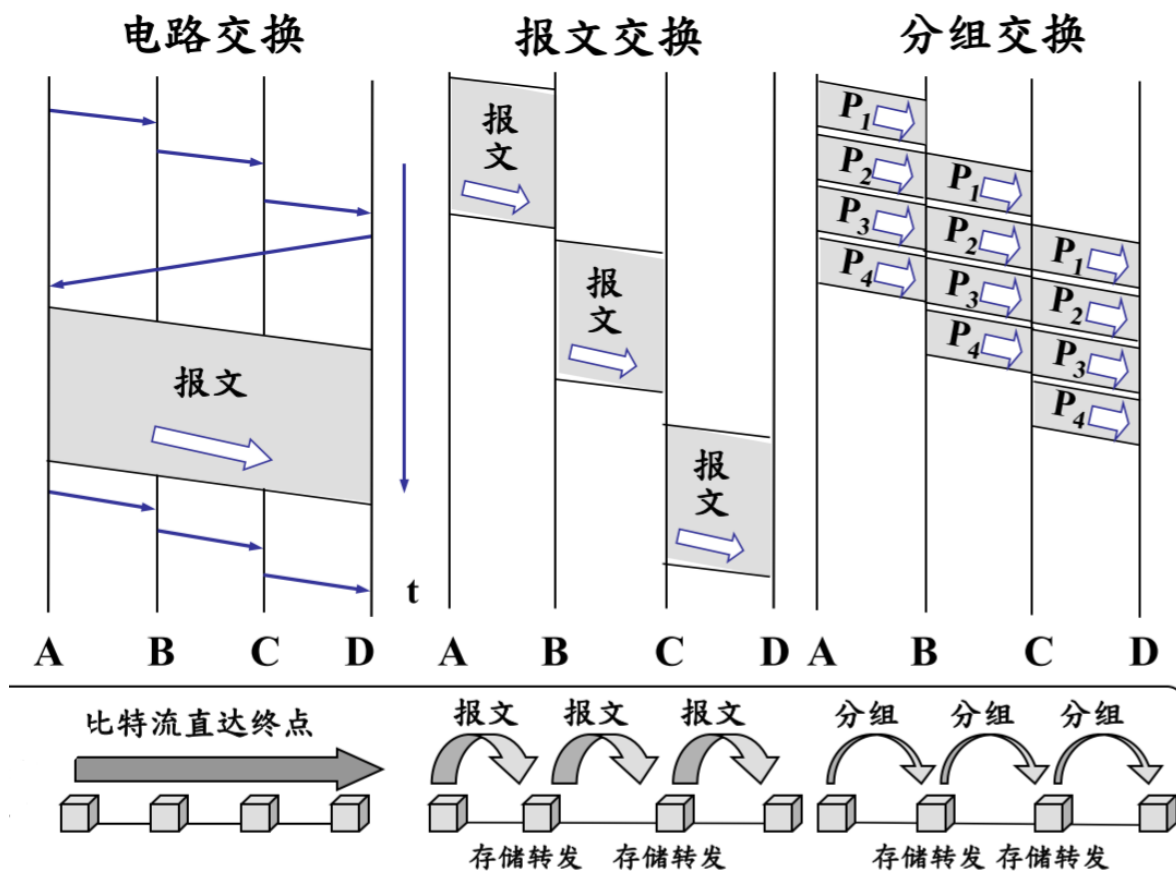 电路交换
报文交换
分组交换
报文
t
A B C D
报
文
报
文
报
文
A B C D
P1
P2 P1
P3 P2 P1
P4 P3 P2
P4 P3
P4
A B C D
比特流直达终点
报文 报文 报文
存储转发 存储转发
分组 分组 分组
存储转发 存储转发